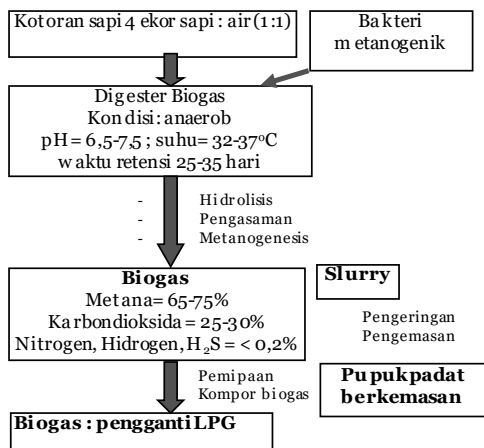 Kotoran sapi 4 ekor sapi : air (1:1)
Bakteri
metanogenik
Digester Biogas
Kondisi: anaerob
pH= 6,5-7,5 ; suhu= 32-37°C
waktu retensi 25-35 hari
- Hidrolisis
- Pengasaman
- Metanogenesis
Biogas
Metana= 65-75%
Karbondioksida = 25-30%
Nitrogen, Hidrogen, H₂S = < 0,2%
Slurry
Pengeringan
Pengemasan
Pemipaan
Kompor biogas
Pupukpadat
berkemasan
Biogas : pengganti LPG